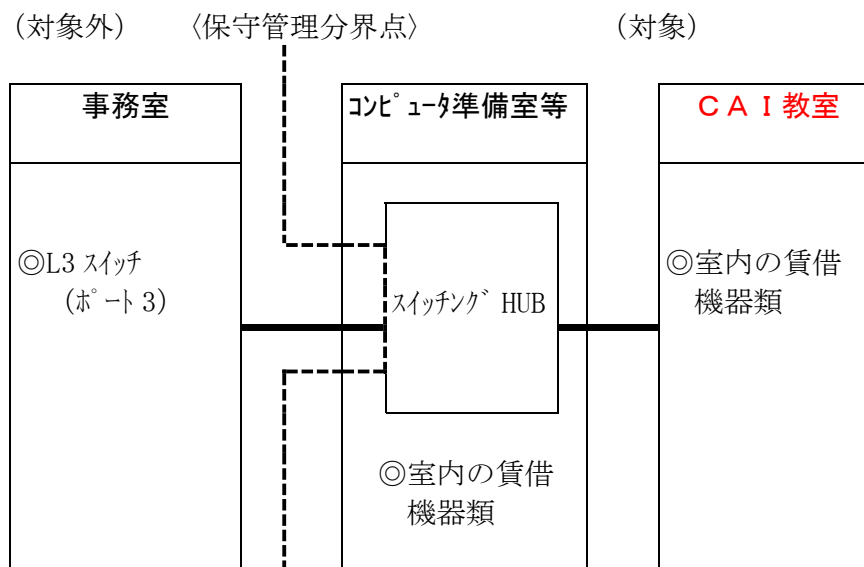 (対象外) 〈保守管理分界点〉 (対象)
事務室 ｺﾝﾋﾟｭｰﾀ準備室等 ＣＡＩ教室
◎L3 ｽｲｯﾁ
(ﾎﾟｰﾄ 3)
ｽｲｯﾁﾝｸﾞ HUB
◎室内の賃借
機器類
◎室内の賃借
機器類